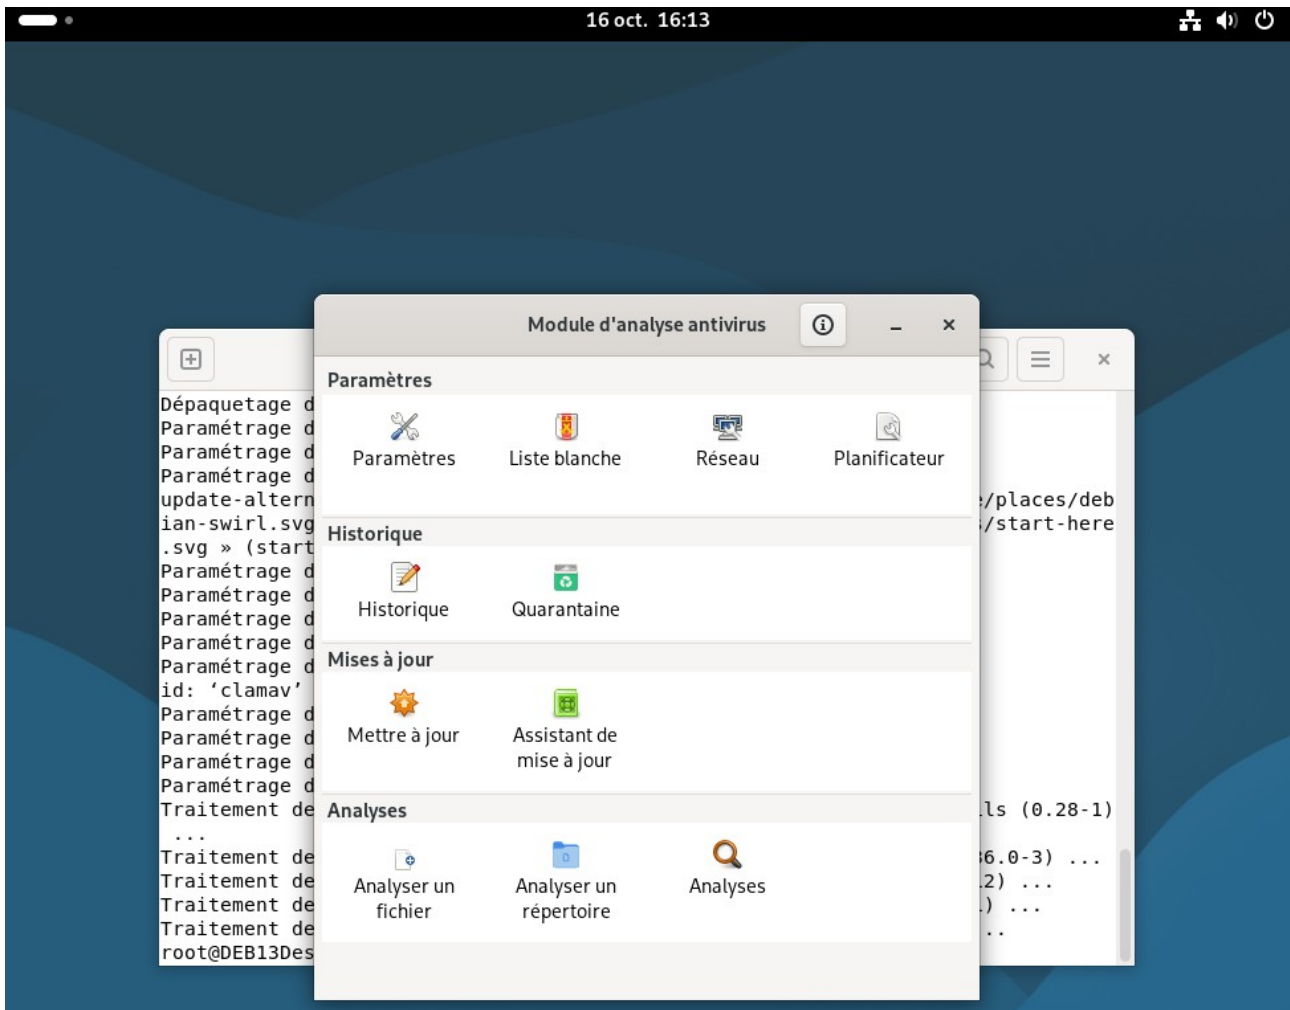 16 oct. 16:13
Module d'analyse antivirus
Paramètres
Paramètres
Liste blanche
Réseau
Planificateur
Historique
Historique
Quarantaine
Mises à jour
Mettre à jour
Assistant de
mise à jour
Analyses
Analyser un
fichier
Analyser un
répertoire
Analyses
Dépaquetage d
Paramétrage d
Paramétrage d
Paramétrage d
update-altern e/places/deb
ian-swirl.svg s/start-here
.svg » (start
Paramétrage d
Paramétrage d
Paramétrage d
Paramétrage d
Paramétrage d
id: ‘clamav’
Paramétrage d
Paramétrage d
Paramétrage d
Paramétrage d
Traitement de ls (0.28-1)
...
Traitement de 36.0-3) ...
Traitement de 2) ...
Traitement de ) ...
Traitement de ..
root@DEB13Des